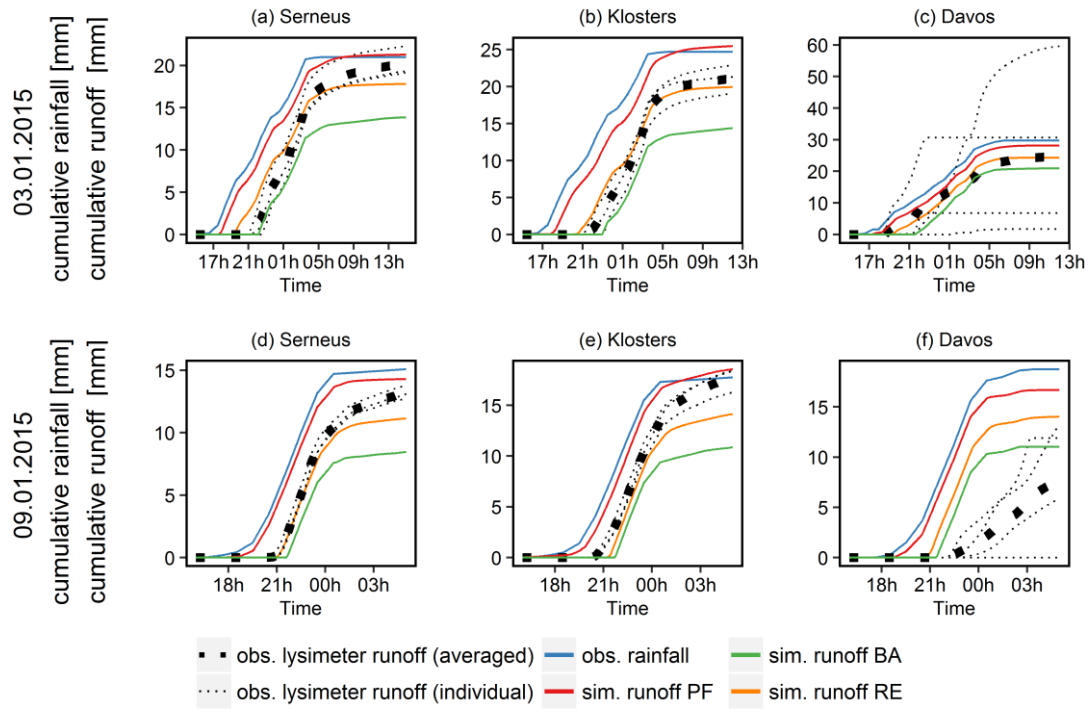 (a) Serneus
(b) Klosters
(c) Davos
03.01.2015
cumulative rainfall [mm]
cumulative runoff [mm]
20
15
10
5
0
17h 21h 01h 05h 09h 13h
Time
25
20
15
10
5
0
17h 21h 01h 05h 09h 13h
Time
60
50
40
30
20
10
0
17h 21h 01h 05h 09h 13h
Time
(d) Serneus
(e) Klosters
(f) Davos
09.01.2015
cumulative rainfall [mm]
cumulative runoff [mm]
15
10
5
0
18h 21h 00h 03h
Time
15
10
5
0
18h 21h 00h 03h
Time
15
10
5
0
18h 21h 00h 03h
Time
obs. lysimeter runoff (averaged) obs. rainfall sim. runoff BA
obs. lysimeter runoff (individual) sim. runoff PF sim. runoff RE